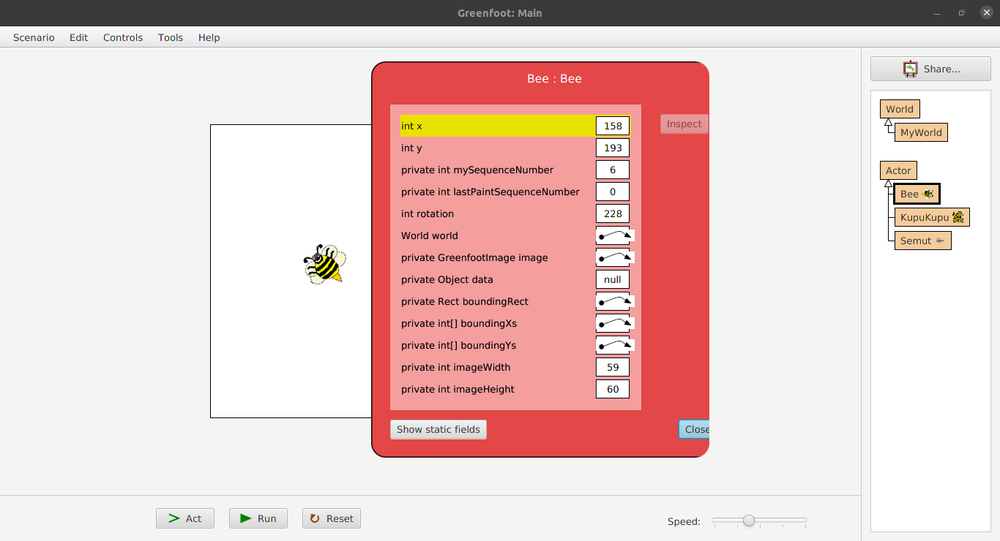 Greenfoot: Main
Scenario Edit Controls Tools Help
Bee : Bee
int x 158
int y 193
private int mySequenceNumber 6
private int lastPaintSequenceNumber 0
int rotation 228
World world
private GreenfootImage image
private Object data null
private Rect boundingRect
private int[] boundingXs
private int[] boundingYs
private int imageWidth 59
private int imageHeight 60
Inspect
Show static fields
Close
Share...
World
MyWorld
Actor
Bee
KupuKupu
Semut
Act Run Reset
Speed: